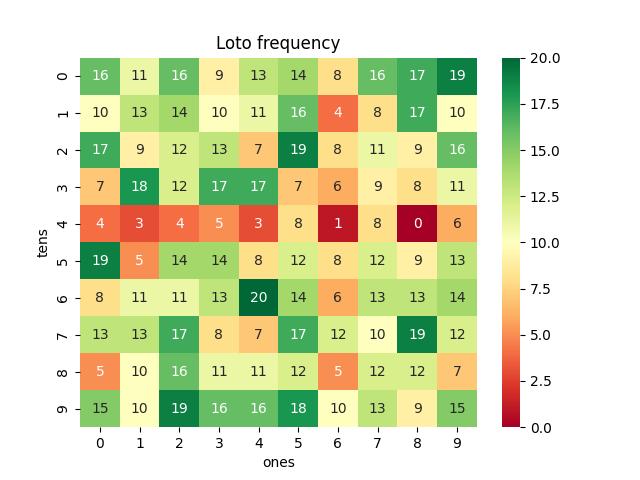 Loto frequency
0 16 11 16 9 13 14 8 16 17 19
1 10 13 14 10 11 16 4 8 17 10
2 17 9 12 13 7 19 8 11 9 16
3 7 18 12 17 17 7 6 9 8 11
4 4 3 4 5 3 8 1 8 0 6
5 19 5 14 14 8 12 8 12 9 13
6 8 11 11 13 20 14 6 13 13 14
7 13 13 17 8 7 17 12 10 19 12
8 5 10 16 11 11 12 5 12 12 7
9 15 10 19 16 16 18 10 13 9 15
0 1 2 3 4 5 6 7 8 9
tens
ones
20.0
17.5
15.0
12.5
10.0
7.5
5.0
2.5
0.0